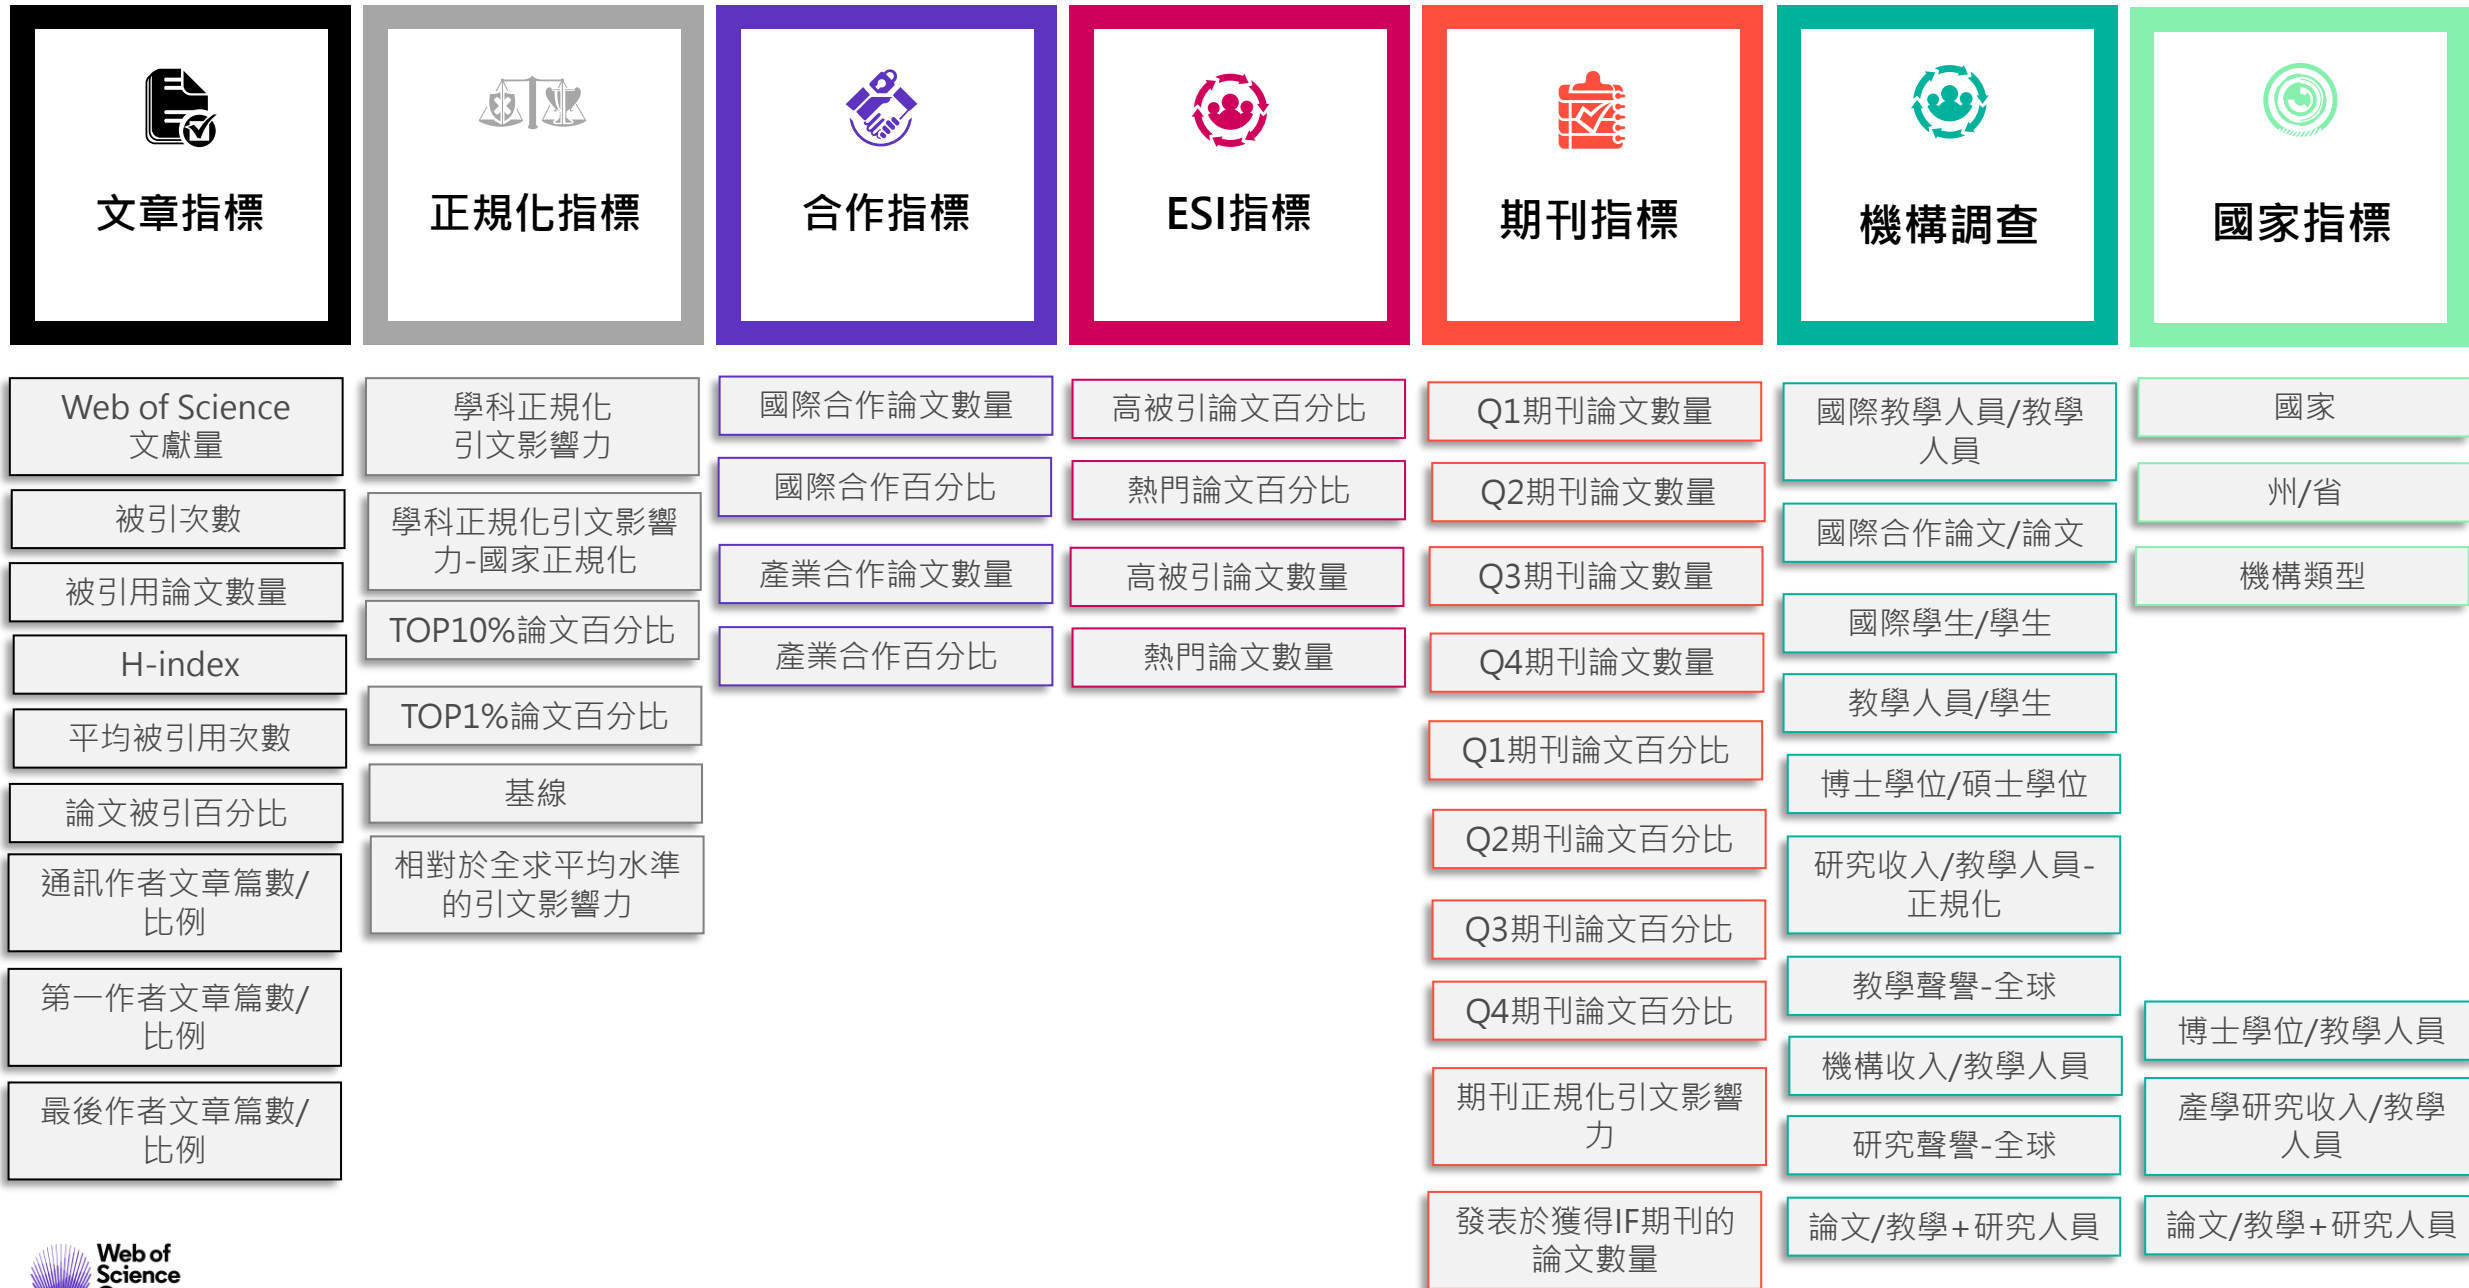 文章指標
正規化指標
合作指標
ESI指標
期刊指標
機構調查
國家指標
Web of Science
文獻量
被引次數
被引用論文數量
H-index
平均被引用次數
論文被引百分比
通訊作者文章篇數/
比例
第一作者文章篇數/
比例
最後作者文章篇數/
比例
學科正規化
引文影響力
學科正規化引文影響
力-國家正規化
TOP10%論文百分比
TOP1%論文百分比
基線
相對於全求平均水準
的引文影響力
國際合作論文數量
國際合作百分比
產業合作論文數量
產業合作百分比
高被引論文百分比
熱門論文百分比
高被引論文數量
熱門論文數量
Q1期刊論文數量
Q2期刊論文數量
Q3期刊論文數量
Q4期刊論文數量
Q1期刊論文百分比
Q2期刊論文百分比
Q3期刊論文百分比
Q4期刊論文百分比
期刊正規化引文影響
力
發表於獲得IF期刊的
論文數量
國際教學人員/教學
人員
國際合作論文/論文
國際學生/學生
教學人員/學生
博士學位/碩士學位
研究收入/教學人員-
正規化
教學聲譽-全球
機構收入/教學人員
研究聲譽-全球
論文/教學+研究人員
國家
州/省
機構類型
博士學位/教學人員
產學研究收入/教學
人員
論文/教學+研究人員
Web of
Science